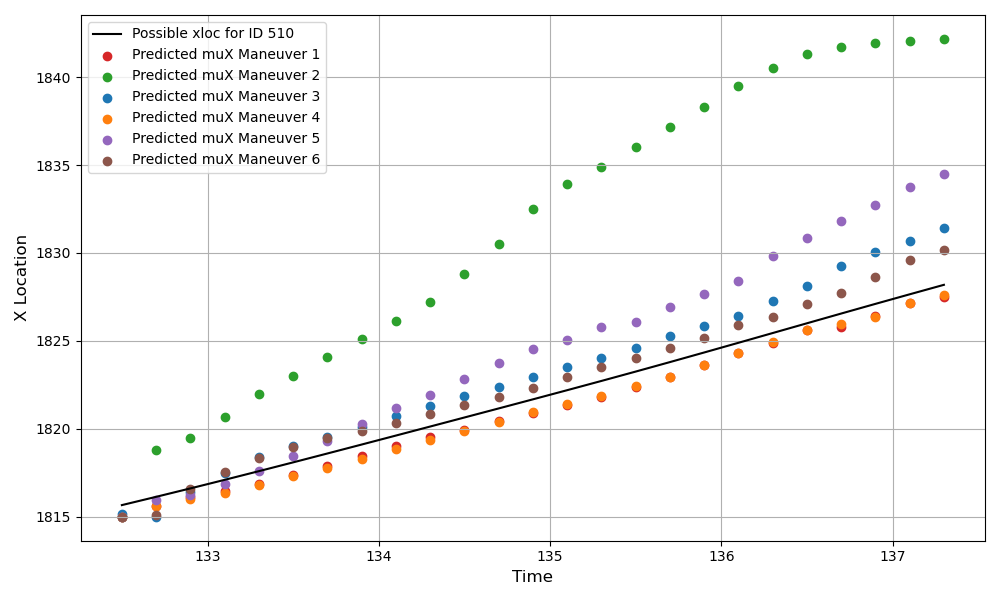 Possible xloc for ID 510
Predicted muX Maneuver 1
Predicted muX Maneuver 2
Predicted muX Maneuver 3
Predicted muX Maneuver 4
Predicted muX Maneuver 5
Predicted muX Maneuver 6
1840
1835
1830
1825
1820
1815
X Location
133
134
135
136
137
Time